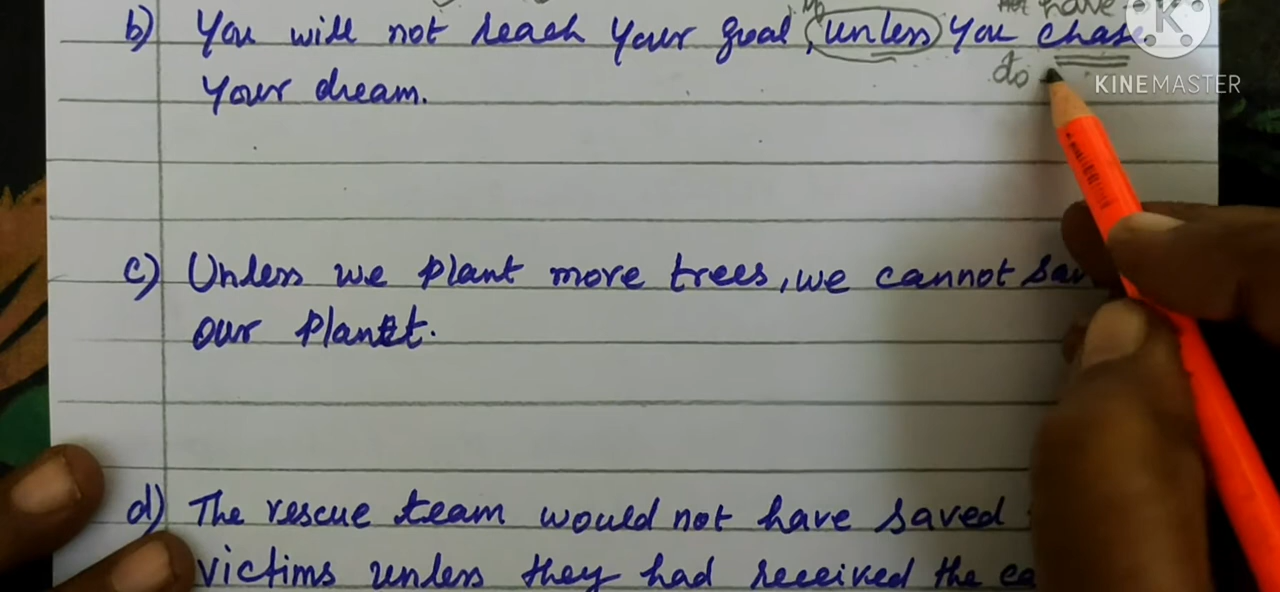 have
b) You will not reach your goal, unless you chase
do
KINEMASTER
your dream.
c) Unless we plant more trees, we cannot
our planet.
d) The rescue team would not have saved
victims unless they had received the